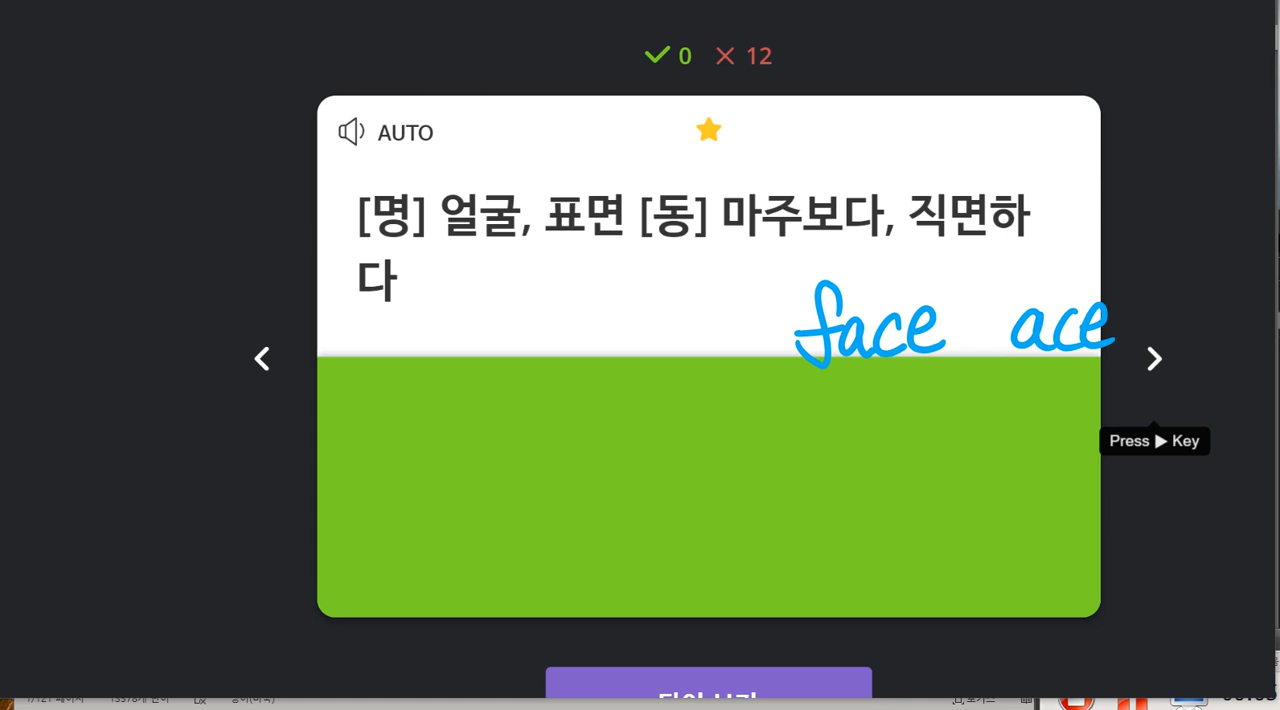 0 12
AUTO
[명] 얼굴, 표면 [동] 마주보다, 직면하
다
face ace
Press ▶ Key